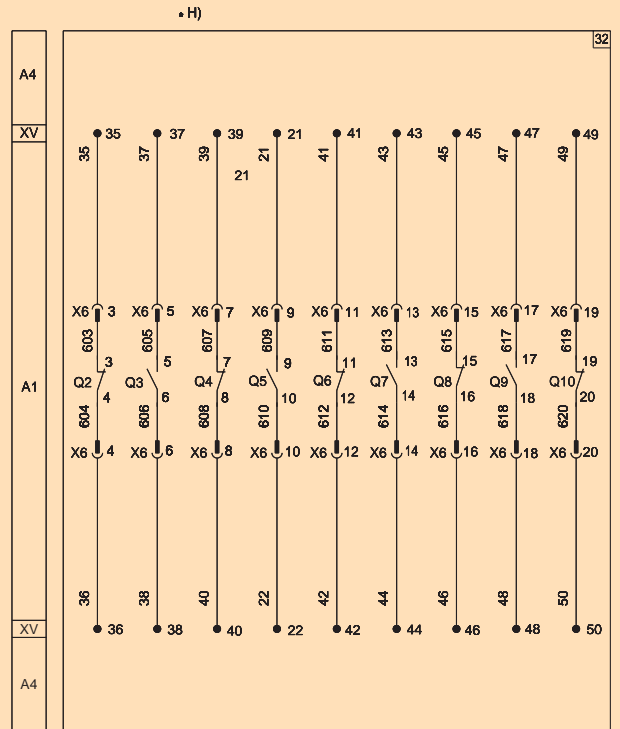 • H)
32
A4
XV
35 37 39 21 41 43 45 47 49
35 37 39 21 41 43 45 47 49
21
X6 3 X6 5 X6 7 X6 9 X6 11 X6 13 X6 15 X6 17 X6 19
603 605 607 609 611 613 615 617 619
3 5 7 9 11 13 15 17 19
A1
Q2 Q3 Q4 Q5 Q6 Q7 Q8 Q9 Q10
4 6 8 10 12 14 16 18 20
604 606 608 610 612 614 616 618 620
X6 4 X6 6 X6 8 X6 10 X6 12 X6 14 X6 16 X6 18 X6 20
36 38 40 22 42 44 46 48 50
XV
36 38 40 22 42 44 46 48 50
A4